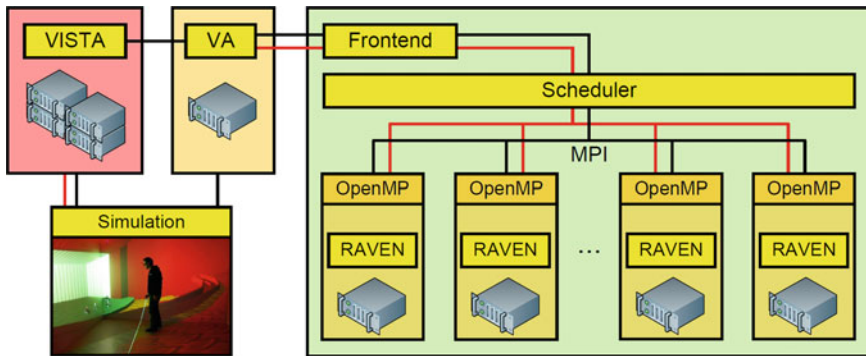 VISTA
VA
Frontend
Scheduler
MPI
OpenMP
OpenMP
OpenMP
OpenMP
Simulation
RAVEN
RAVEN
...
RAVEN
RAVEN